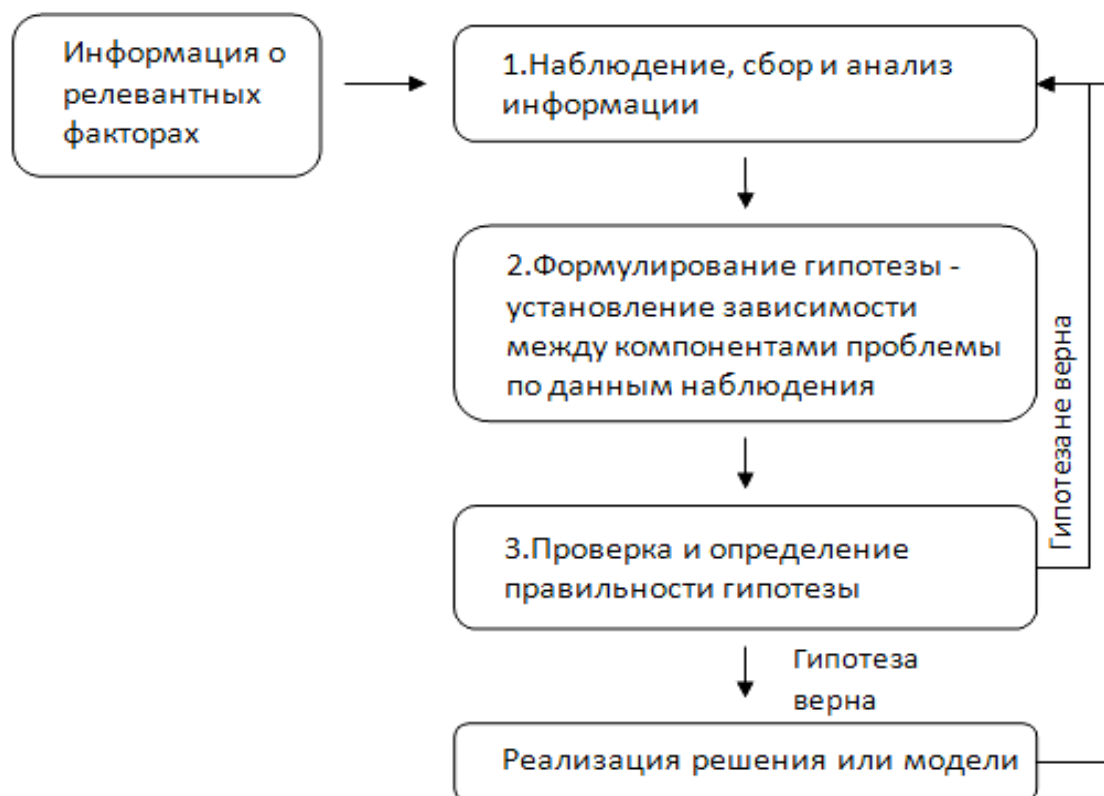 Информация о
релевантных
факторах
1.Наблюдение, сбор и анализ
информации
2.Формулирование гипотезы -
установление зависимости
между компонентами проблемы
по данным наблюдения
Гипотеза не верна
3.Проверка и определение
правильности гипотезы
Гипотеза
верна
Реализация решения или модели